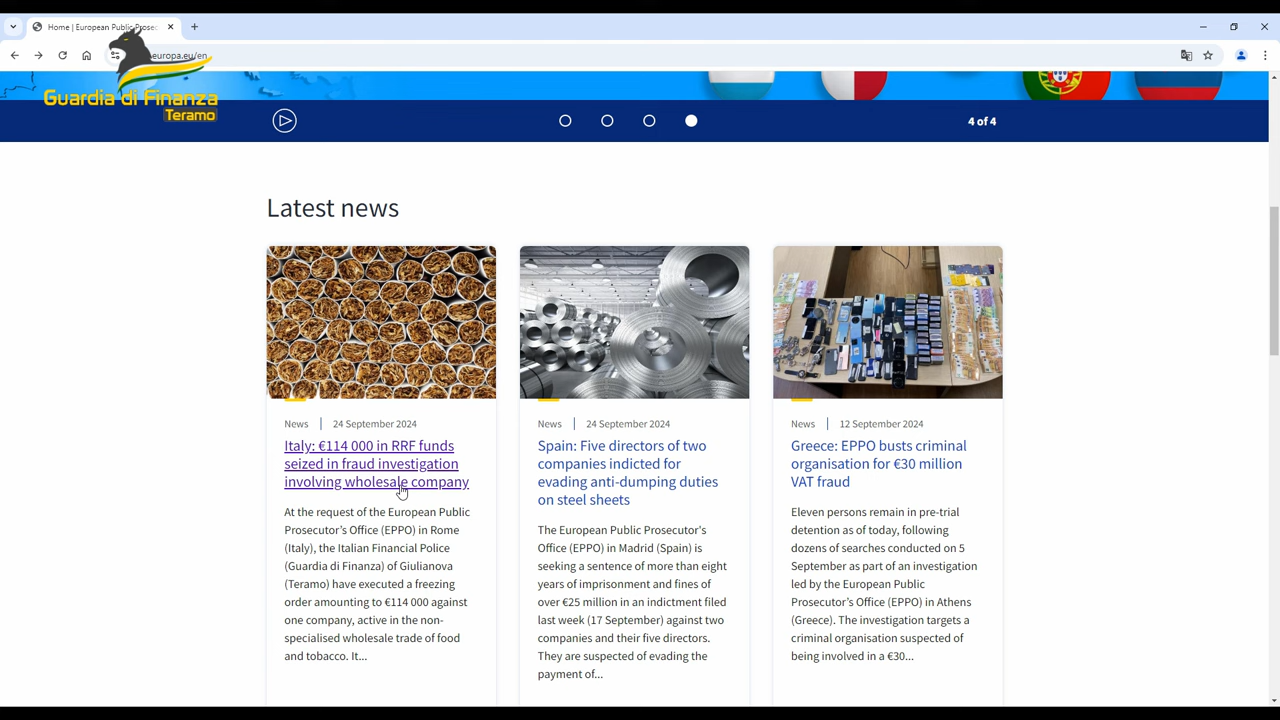 Home | European Public Prosec
europa.eu/en
Guardia di Finanza
Teramo
4 of 4
Latest news
News | 24 September 2024
Italy: €114 000 in RRF funds
seized in fraud investigation
involving wholesale company
At the request of the European Public
Prosecutor's Office (EPPO) in Rome
(Italy), the Italian Financial Police
(Guardia di Finanza) of Giulianova
(Teramo) have executed a freezing
order amounting to €114 000 against
one company, active in the non-
specialised wholesale trade of food
and tobacco. It...
News | 24 September 2024
Spain: Five directors of two
companies indicted for
evading anti-dumping duties
on steel sheets
The European Public Prosecutor's
Office (EPPO) in Madrid (Spain) is
seeking a sentence of more than eight
years of imprisonment and fines of
over €25 million in an indictment filed
last week (17 September) against two
companies and their five directors.
They are suspected of evading the
payment of...
News | 12 September 2024
Greece: EPPO busts criminal
organisation for €30 million
VAT fraud
Eleven persons remain in pre-trial
detention as of today, following
dozens of searches conducted on 5
September as part of an investigation
led by the European Public
Prosecutor's Office (EPPO) in Athens
(Greece). The investigation targets a
criminal organisation suspected of
being involved in a €30...